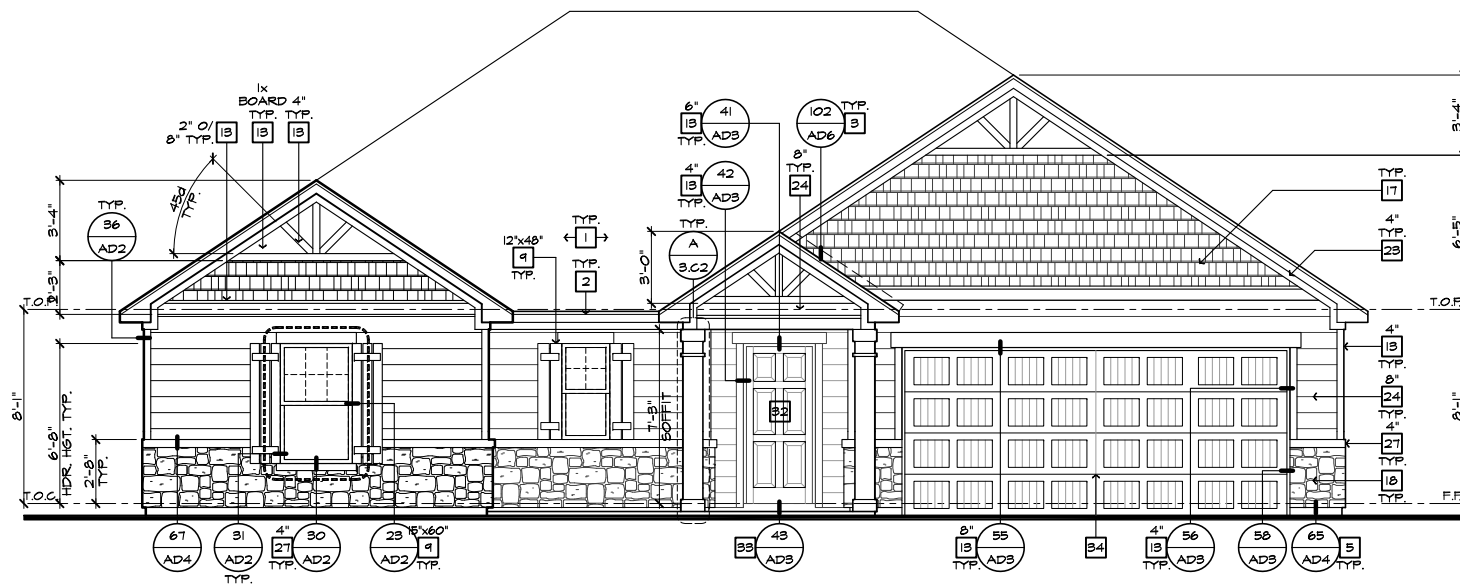 1x
BOARD 4"
TYP. TYP.
2" O/
8" TYP.
13
13
13
45d
TYP.
TYP.
36
AD2
3'-4"
2'-3"
T.O.P.
8'-1"
6'-8"
HDR. HGT. TYP.
2'-8"
TYP.
T.O.C.
12"x48"
9
TYP.
TYP.
1
TYP.
2
TYP.
A
3.C2
3'-0"
7'-3"
SOFFIT
6"
13
TYP.
41
AD3
4"
13
TYP.
42
AD3
102
AD6
TYP.
3
8"
TYP.
24
32
3'-4"
6'-5"
TYP.
17
4"
23
TYP.
T.O.P.
4"
13
TYP.
8"
24
TYP.
8'-1"
4"
27
TYP.
18
TYP.
F.F.
67
AD4
31
AD2
TYP.
4"
27
TYP.
30
AD2
23
AD2
15"x60"
9
TYP.
33
43
AD3
8"
13
TYP.
55
AD3
34
4"
13
TYP.
56
AD3
58
AD3
65
AD4
5
TYP.